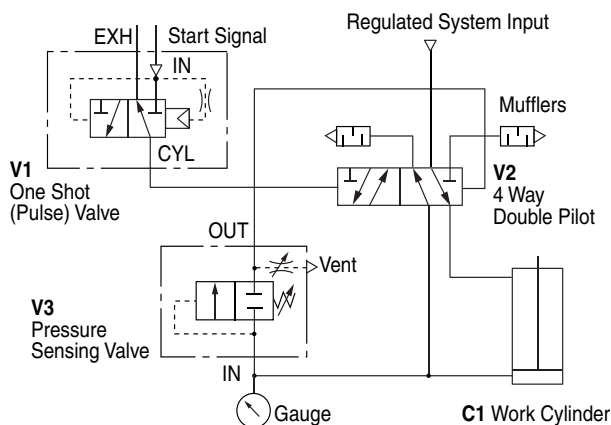 EXH
Start Signal
Regulated System Input
IN
Mufflers
CYL
V1
One Shot
(Pulse) Valve
V2
4 Way
Double Pilot
OUT
Vent
V3
Pressure
Sensing Valve
IN
Gauge
C1 Work Cylinder